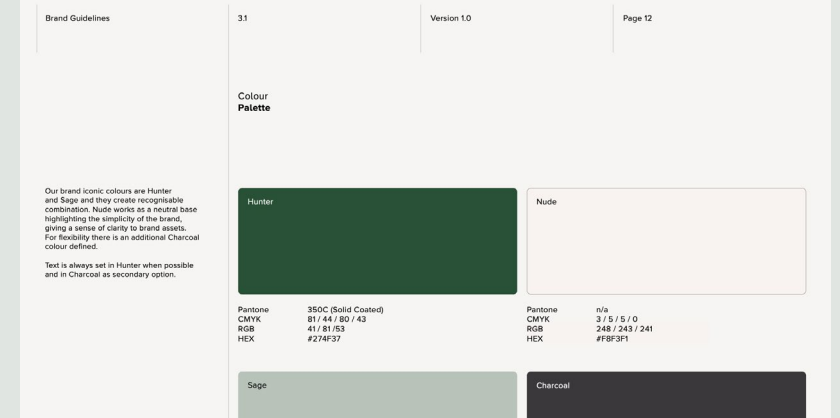 Brand Guidelines
3.1
Version 1.0
Page 12
Colour
Palette
Our brand iconic colours are Hunter
and Sage and they create recognisable
combination. Nude works as a neutral base
highlighting the simplicity of the brand,
giving a sense of clarity to brand assets.
For flexibility there is an additional Charcoal
colour defined.
Text is always set in Hunter when possible
and in Charcoal as secondary option.
Hunter
Pantone 350C (Solid Coated)
CMYK 81 / 44 / 80 / 43
RGB 41 / 81 /53
HEX #274F37
Nude
Pantone n/a
CMYK 3 / 5 / 5 / 0
RGB 248 / 243 / 241
HEX #F8F3F1
Sage
Charcoal